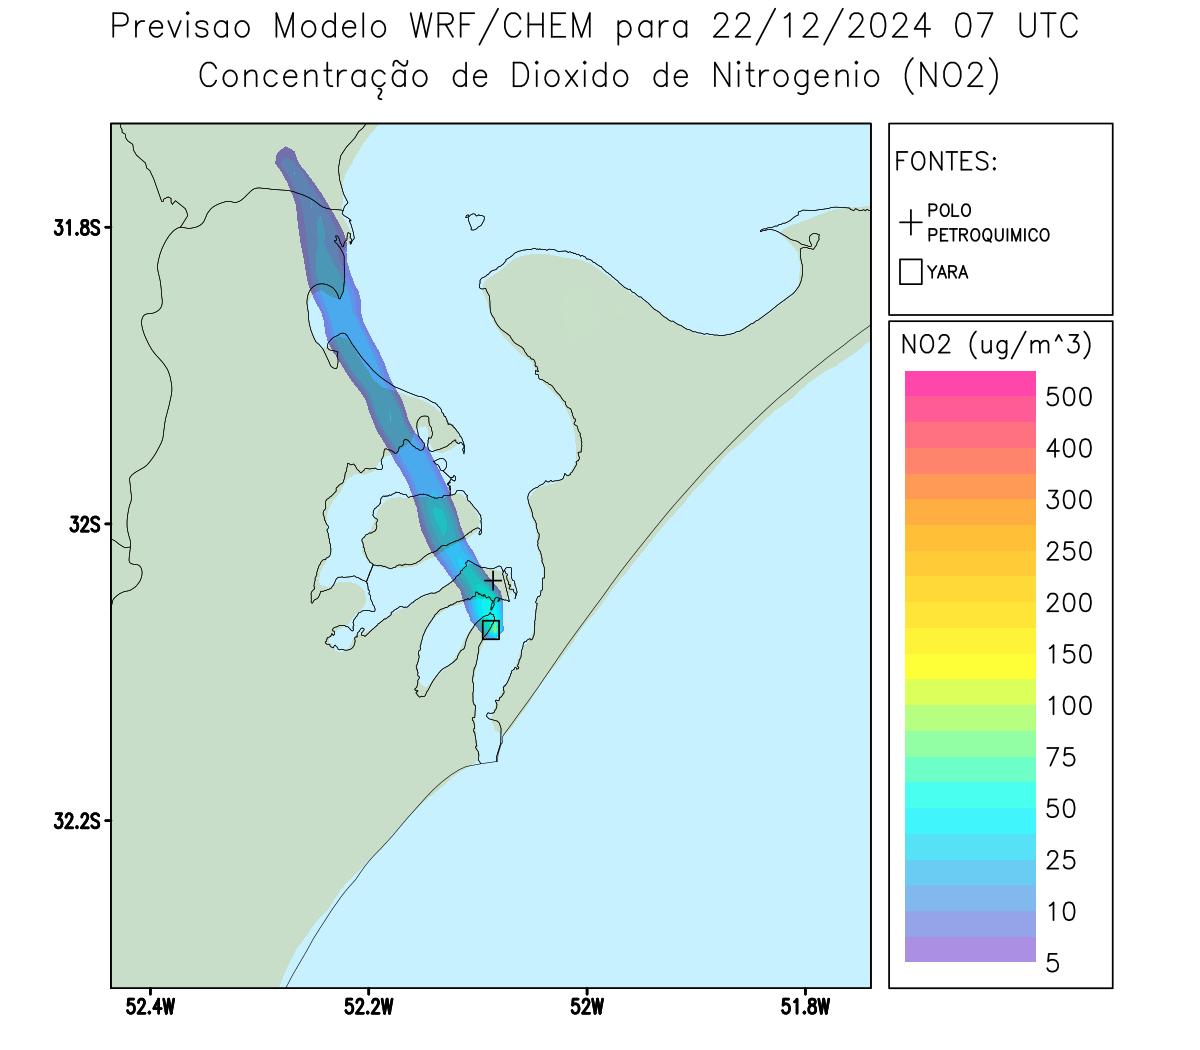 Previsao Modelo WRF/CHEM para 22/12/2024 07 UTC
Concentração de Dioxido de Nitrogenio (NO2)
FONTES:
POLO
PETROQUIMICO
YARA
NO2 (ug/m^3)
500
400
300
250
200
150
100
75
50
25
10
5
31.8S
32S
32.2S
52.4W
52.2W
52W
51.8W